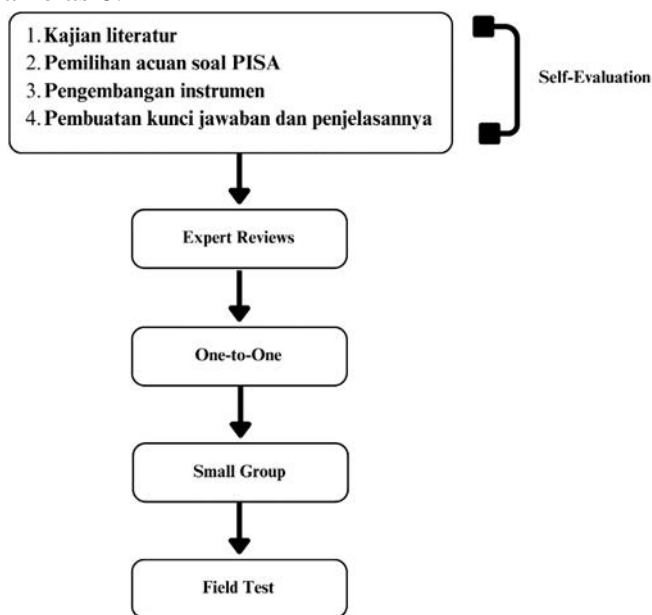 1. Kajian literatur
2. Pemilihan acuan soal PISA
3. Pengembangan instrumen
4. Pembuatan kunci jawaban dan penjelasannya
Self-Evaluation
Expert Reviews
One-to-One
Small Group
Field Test